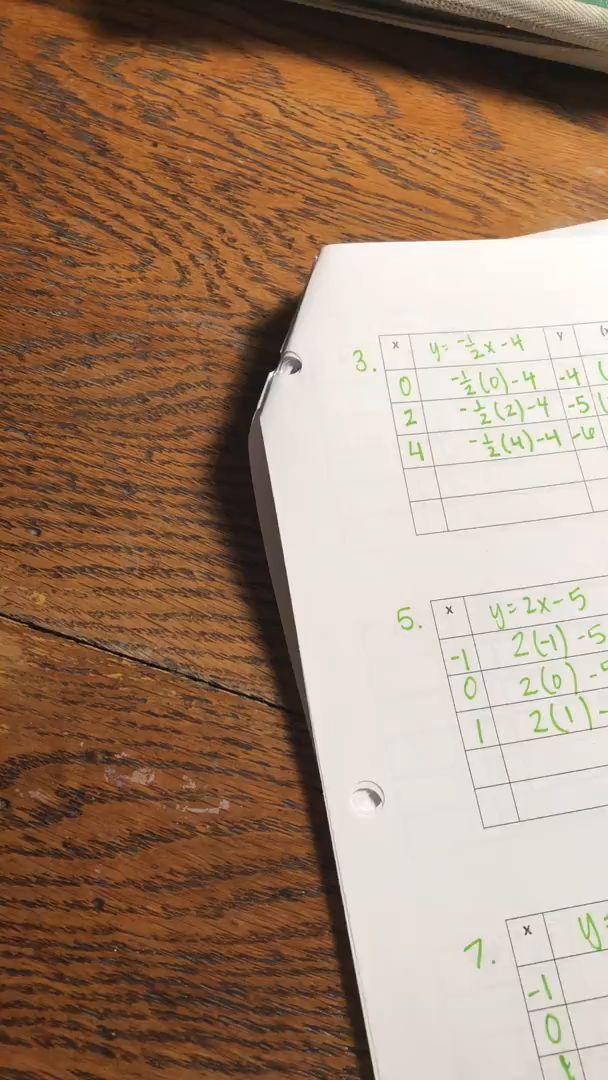 3. x y = -1/2x - 4 y
0 -1/2(0) - 4 -4 (
2 -1/2(2) - 4 -5 (
4 -1/2(4) - 4 -6
5. x y = 2x - 5
-1 2(-1) - 5
0 2(0) - 5
1 2(1) -
7. x y=
-1
0